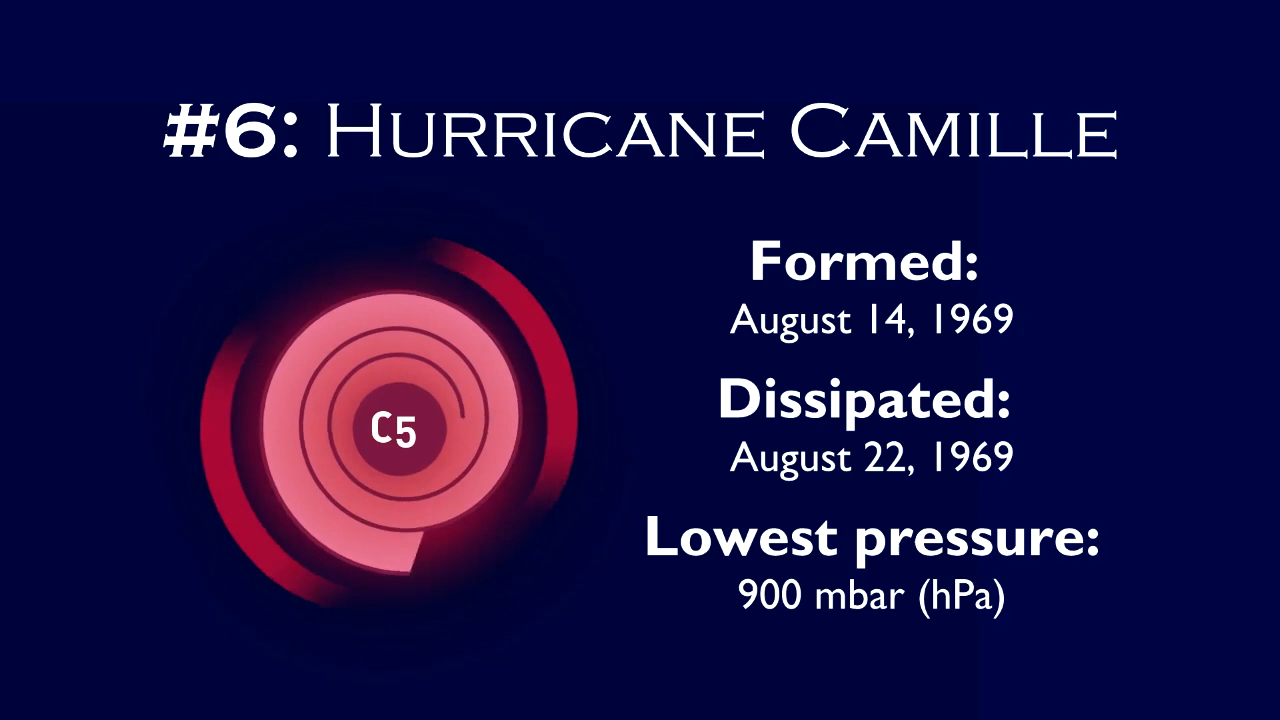 #6: HURRICANE CAMILLE
C5
Formed:
August 14, 1969
Dissipated:
August 22, 1969
Lowest pressure:
900 mbar (hPa)